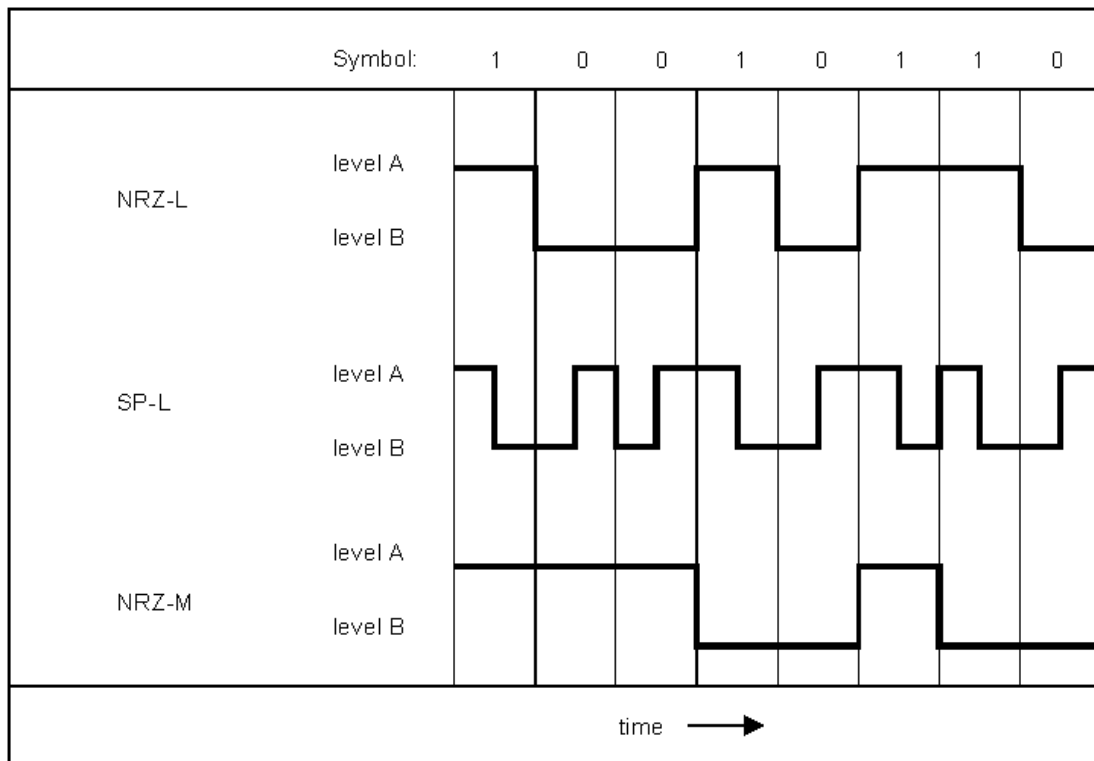 Symbol: 1 0 0 1 0 1 1 0
level A
NRZ-L
level B
level A
SP-L
level B
level A
NRZ-M
level B
time